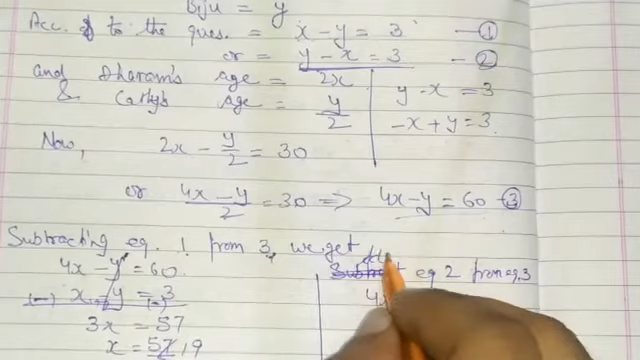 Biju = y
Acc. to the ques. = x - y = 3 — ①
or = y - x = 3 — ②
and Dharam's age = 2x
& Cathy's age = y/2
y - x = 3
-x + y = 3
Now, 2x - y/2 = 30
or 4x - y/2 = 30 ⇒ 4x - y = 60 — ③
Subtracting eq. 1 from 3, we get
4x - y = 60
(-) x - y = 3
3x = 57
x = 57 19
eq 2 from eq. 3
4x